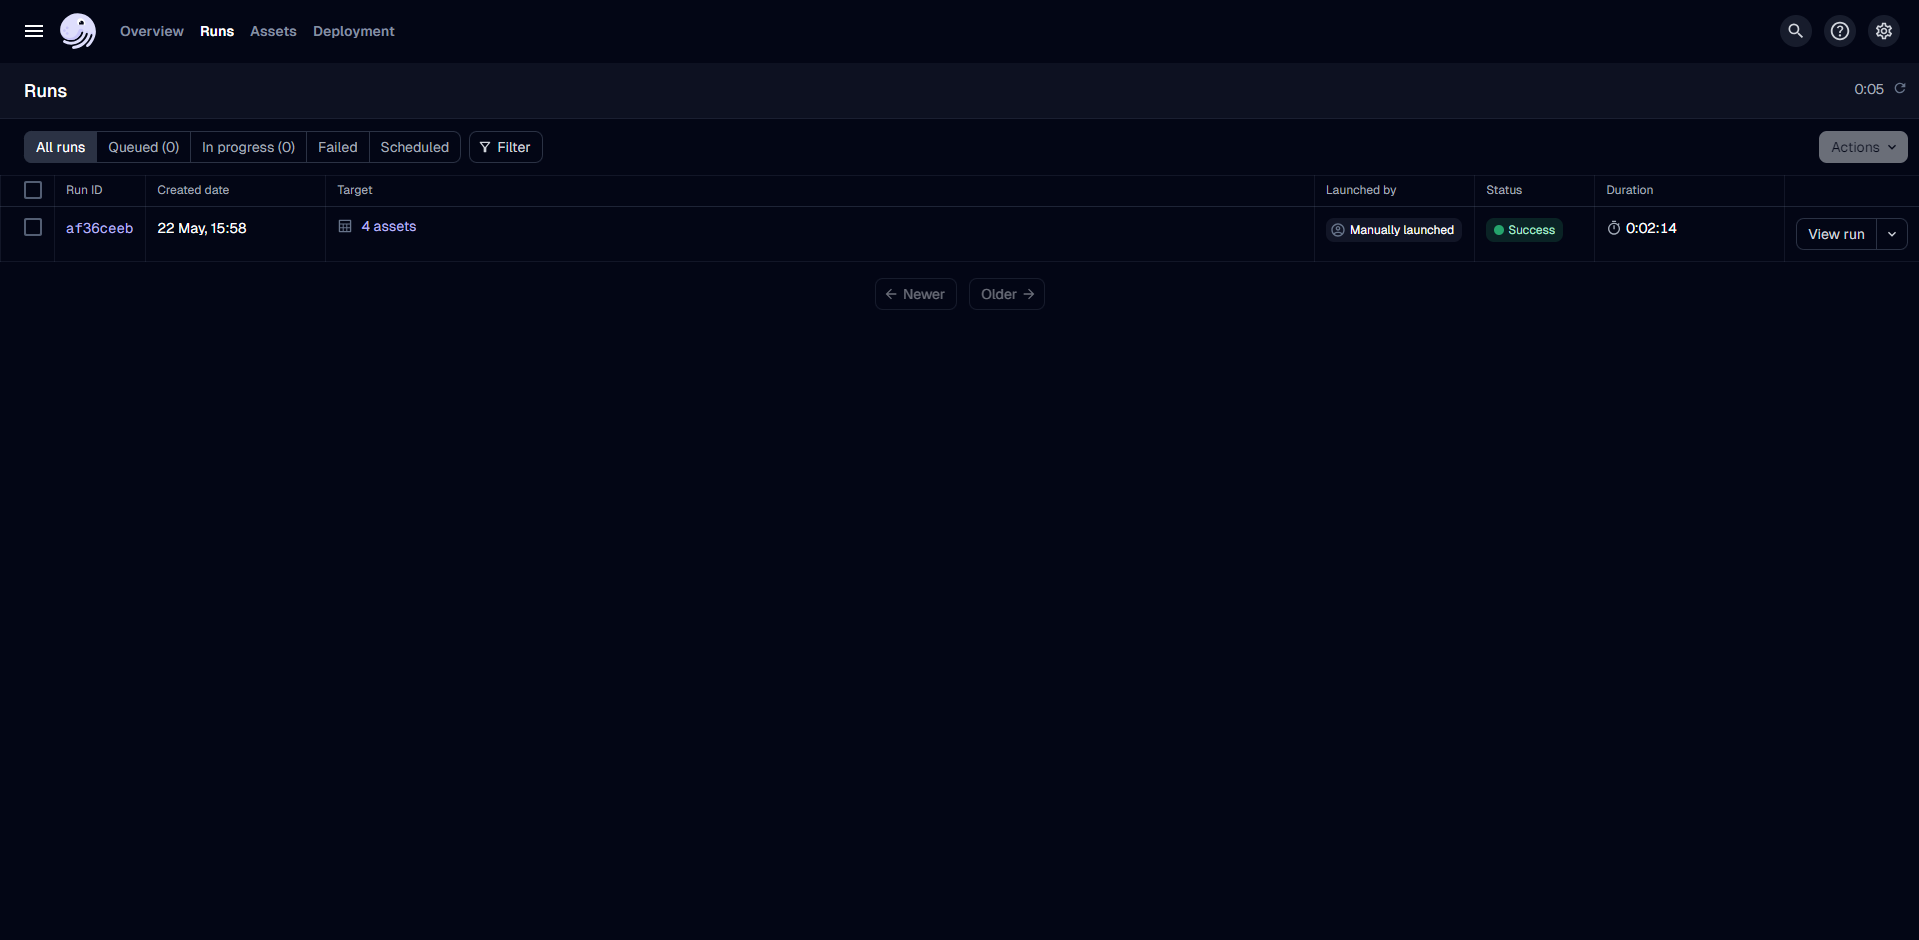 Overview Runs Assets Deployment
Runs 0:05
All runs Queued (0) In progress (0) Failed Scheduled Filter Actions
Run ID Created date Target Launched by Status Duration
af36ceeb 22 May, 15:58 4 assets Manually launched Success 0:02:14 View run
Newer Older